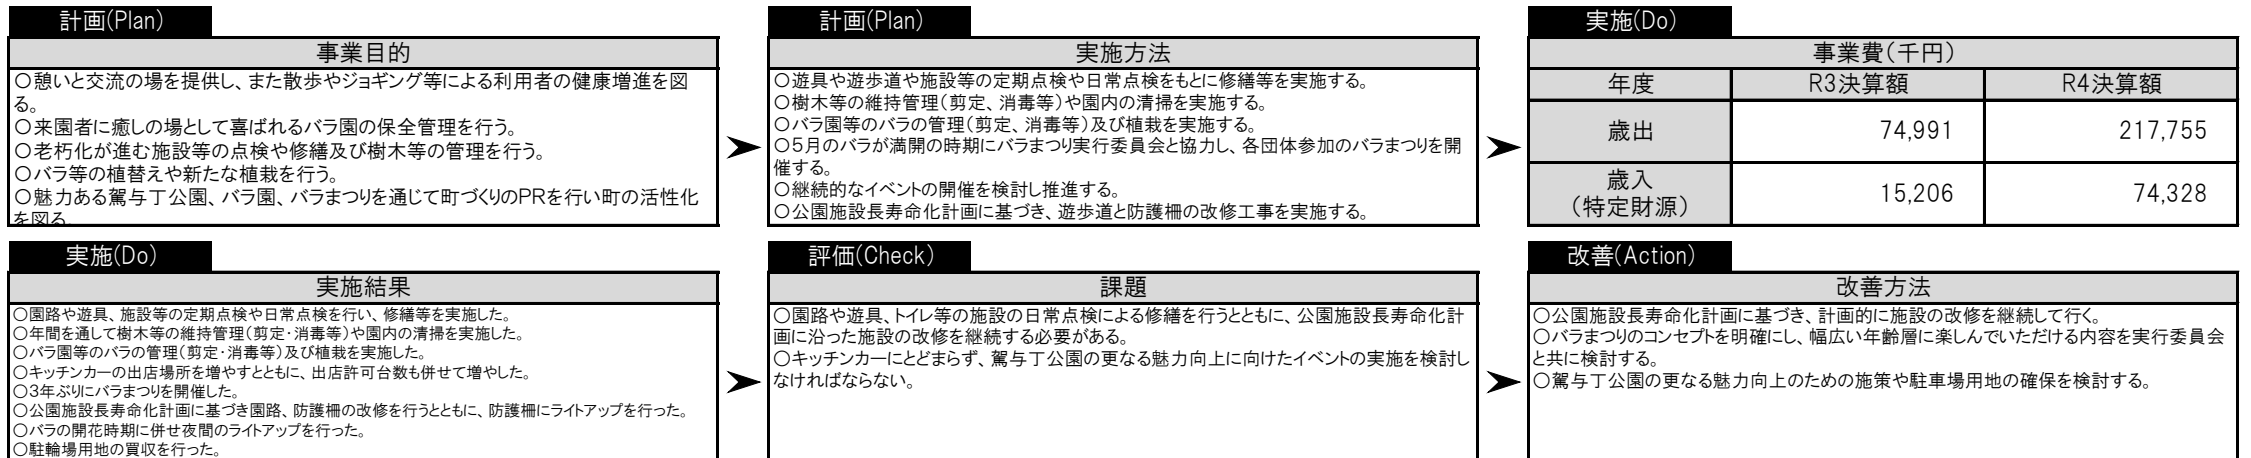 計画(Plan)
事業目的
○憩いと交流の場を提供し、また散歩やジョギング等による利用者の健康増進を図
る。
○来園者に癒しの場として喜ばれるバラ園の保全管理を行う。
○老朽化が進む施設等の点検や修繕及び樹木等の管理を行う。
○バラ等の植替えや新たな植栽を行う。
○魅力ある駕与丁公園、バラ園、バラまつりを通じて町づくりのPRを行い町の活性化
を図る。
計画(Plan)
実施方法
○遊具や遊歩道や施設等の定期点検や日常点検をもとに修繕等を実施する。
○樹木等の維持管理(剪定、消毒等)や園内の清掃を実施する。
○バラ園等のバラの管理(剪定、消毒等)及び植栽を実施する。
○5月のバラが満開の時期にバラまつり実行委員会と協力し、各団体参加のバラまつりを開
催する。
○継続的なイベントの開催を検討し推進する。
○公園施設長寿命化計画に基づき、遊歩道と防護柵の改修工事を実施する。
実施(Do)
事業費(千円)
年度 R3決算額 R4決算額
歳出 74,991 217,755
歳入
(特定財源) 15,206 74,328
実施(Do)
実施結果
○園路や遊具、施設等の定期点検や日常点検を行い、修繕等を実施した。
○年間を通して樹木等の維持管理(剪定・消毒等)や園内の清掃を実施した。
○バラ園等のバラの管理(剪定・消毒等)及び植栽を実施した。
○キッチンカーの出店場所を増やすとともに、出店許可台数も併せて増やした。
○3年ぶりにバラまつりを開催した。
○公園施設長寿命化計画に基づき園路、防護柵の改修を行うとともに、防護柵にライトアップを行った。
○バラの開花時期に併せ夜間のライトアップを行った。
○駐輪場用地の買収を行った。
評価(Check)
課題
○園路や遊具、トイレ等の施設の日常点検による修繕を行うとともに、公園施設長寿命化計
画に沿った施設の改修を継続する必要がある。
○キッチンカーにとどまらず、駕与丁公園の更なる魅力向上に向けたイベントの実施を検討し
なければならない。
改善(Action)
改善方法
○公園施設長寿命化計画に基づき、計画的に施設の改修を継続して行く。
○バラまつりのコンセプトを明確にし、幅広い年齢層に楽しんでいただける内容を実行委員会
と共に検討する。
○駕与丁公園の更なる魅力向上のための施策や駐車場用地の確保を検討する。